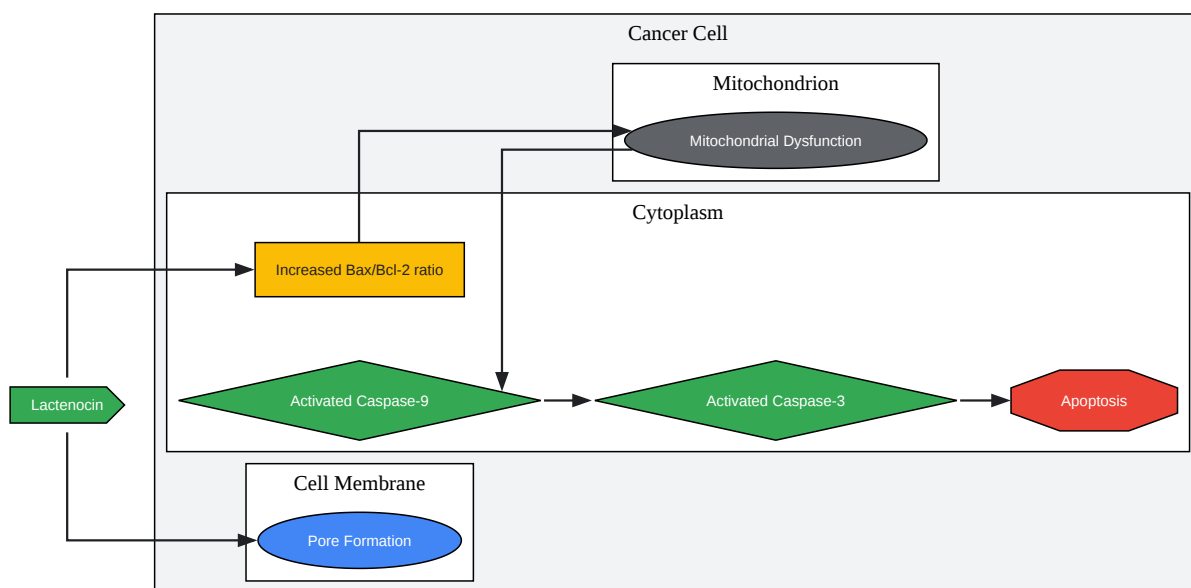 Cancer Cell
Mitochondrion
Mitochondrial Dysfunction
Cytoplasm
Increased Bax/Bcl-2 ratio
Lactenocin
Activated Caspase-9
Activated Caspase-3
Apoptosis
Cell Membrane
Pore Formation